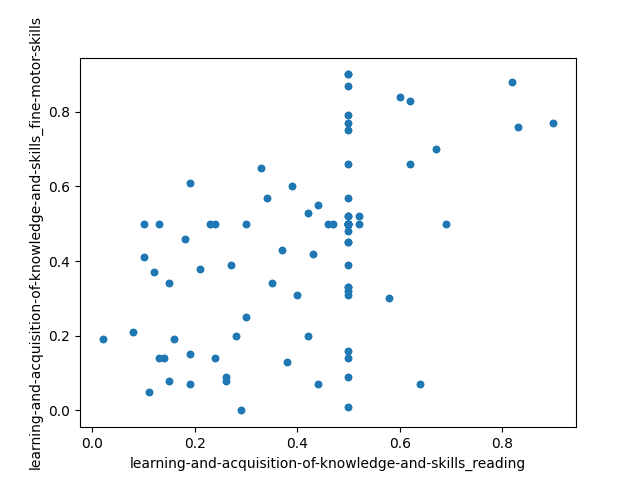 learning-and-acquisition-of-knowledge-and-skills_fine-motor-skills
0.8
0.6
0.4
0.2
0.0
0.0 0.2 0.4 0.6 0.8
learning-and-acquisition-of-knowledge-and-skills_reading